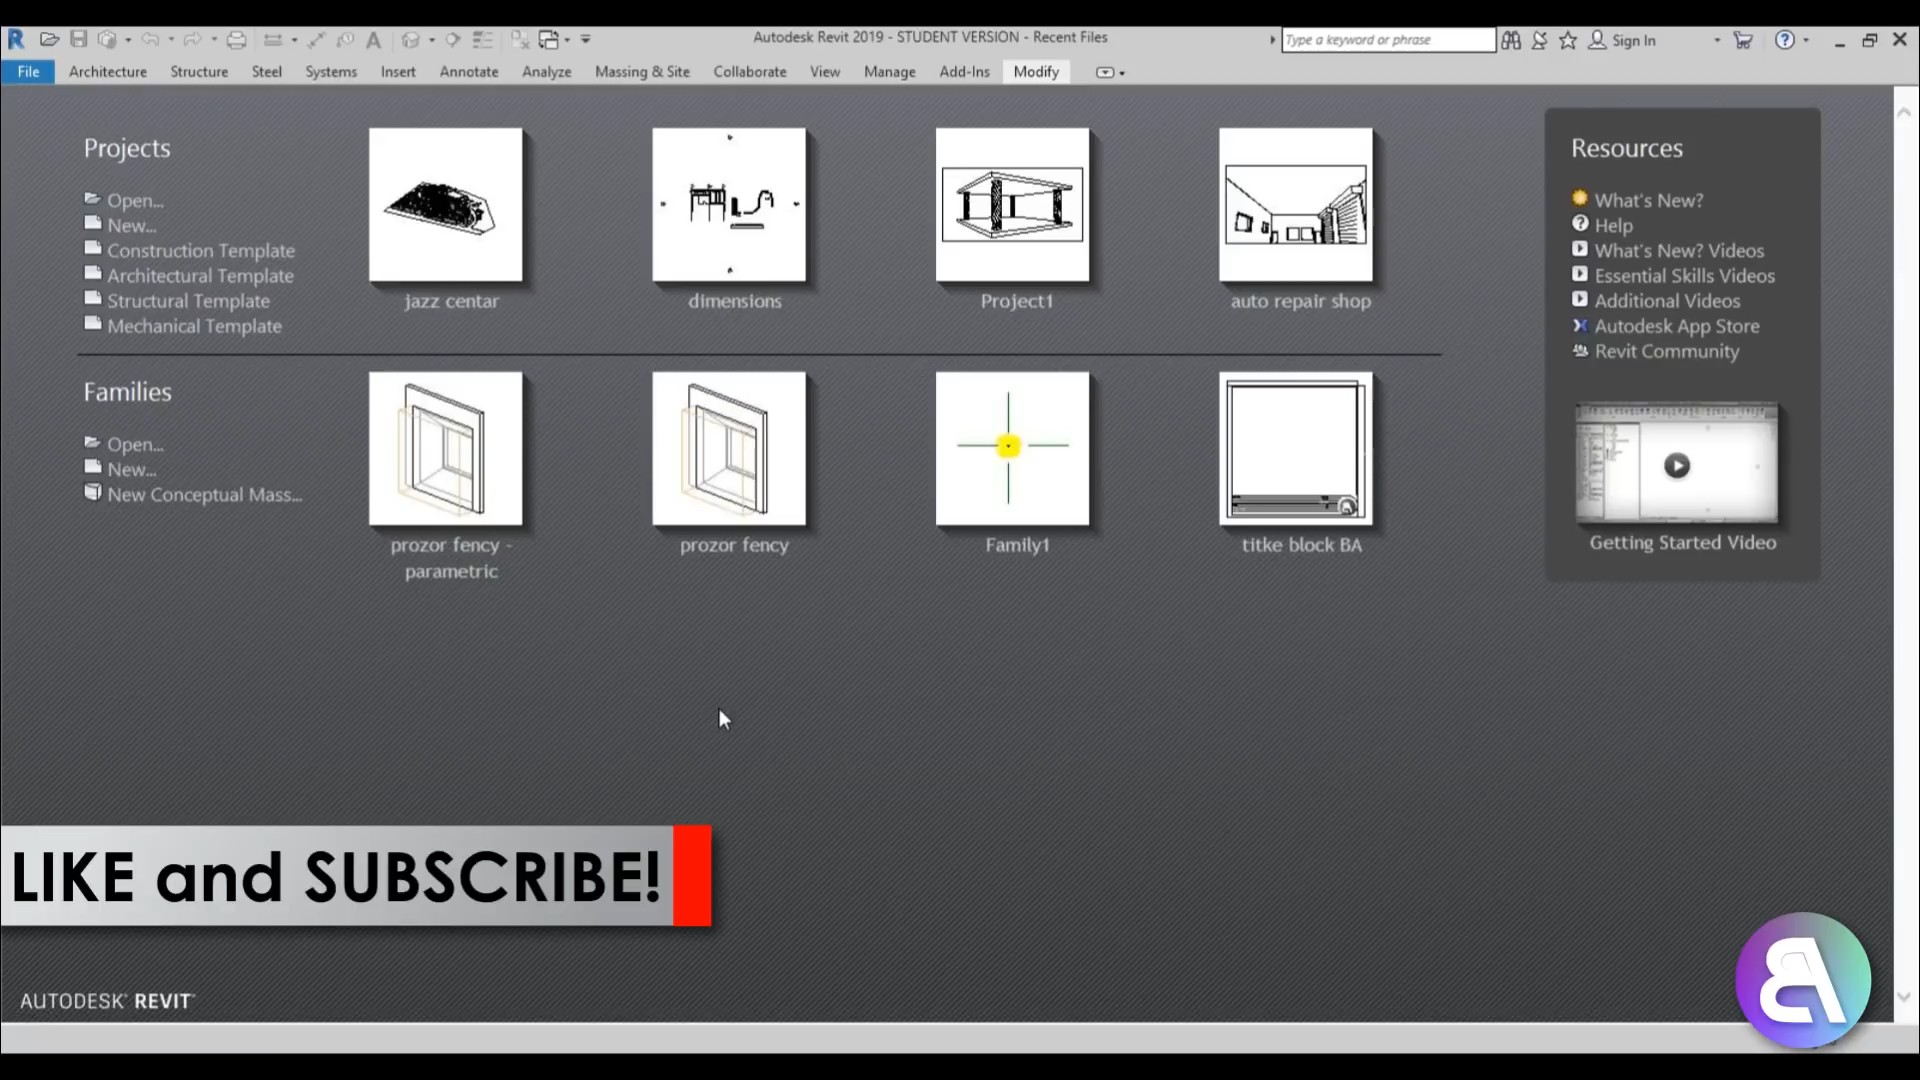 Autodesk Revit 2019 - STUDENT VERSION - Recent Files
Type a keyword or phrase
Sign In
File Architecture Structure Steel Systems Insert Annotate Analyze Massing & Site Collaborate View Manage Add-Ins Modify
Projects
Open...
New...
Construction Template
Architectural Template
Structural Template
Mechanical Template
jazz centar
dimensions
Project1
auto repair shop
Families
Open...
New...
New Conceptual Mass...
prozor fency -
parametric
prozor fency
Family1
titke block BA
Resources
What's New?
Help
What's New? Videos
Essential Skills Videos
Additional Videos
Autodesk App Store
Revit Community
Getting Started Video
LIKE and SUBSCRIBE!
AUTODESK® REVIT®